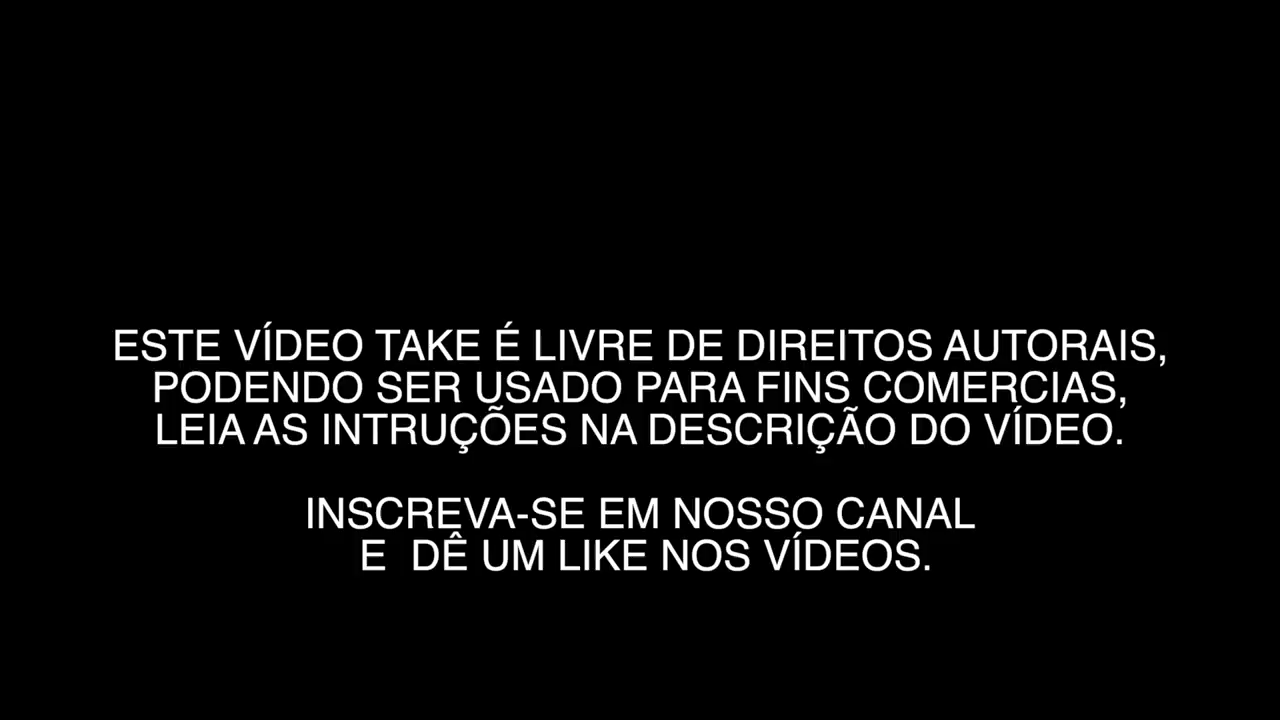 ESTE VÍDEO TAKE É LIVRE DE DIREITOS AUTORAIS,
PODENDO SER USADO PARA FINS COMERCIAS,
LEIA AS INTRUÇÕES NA DESCRIÇÃO DO VÍDEO.
INSCREVA-SE EM NOSSO CANAL
E  DÊ UM LIKE NOS VÍDEOS.